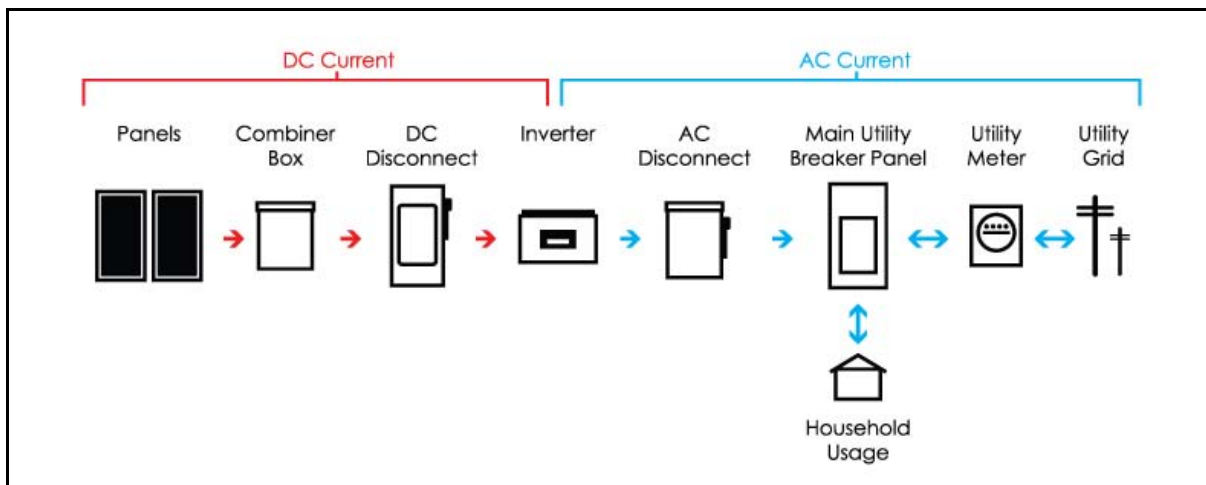 DC Current
AC Current
Panels
Combiner
Box
DC
Disconnect
Inverter
AC
Disconnect
Main Utility
Breaker Panel
Utility
Meter
Utility
Grid
Household
Usage